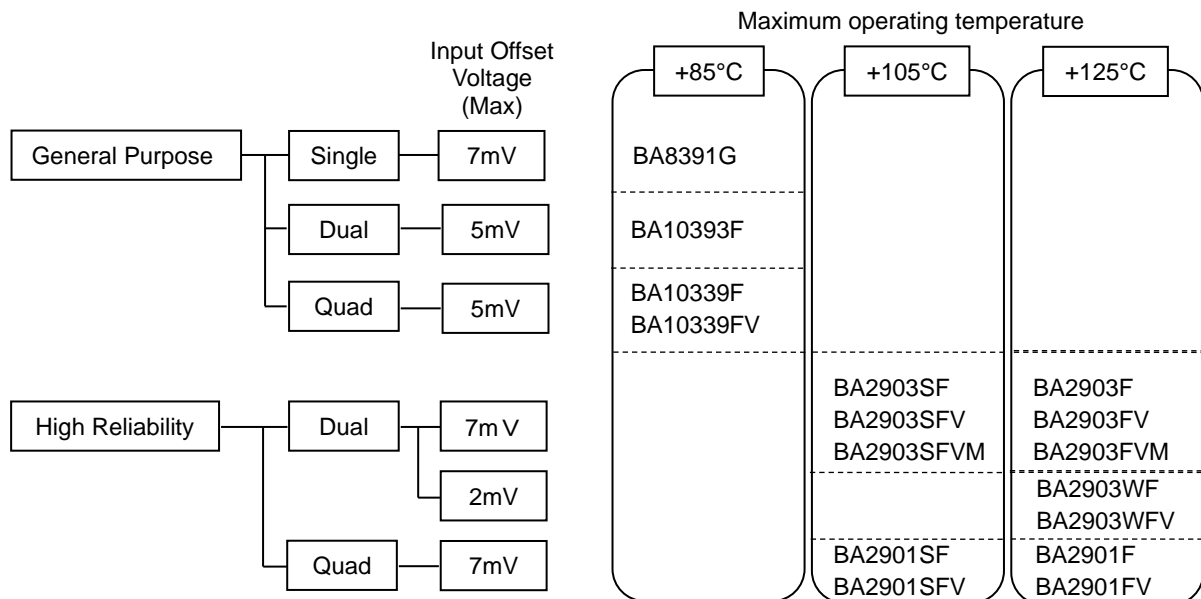 Maximum operating temperature
Input Offset
Voltage
(Max)
+85°C
+105°C
+125°C
General Purpose
Single
7mV
BA8391G
Dual
5mV
BA10393F
Quad
5mV
BA10339F
BA10339FV
High Reliability
Dual
7mV
BA2903SF
BA2903SFV
BA2903SFVM
BA2903F
BA2903FV
BA2903FVM
2mV
BA2903WF
BA2903WFV
Quad
7mV
BA2901SF
BA2901SFV
BA2901F
BA2901FV